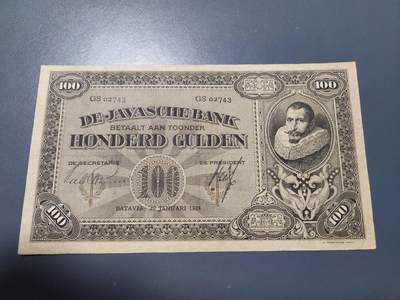 100
100
GS 02743
GS 02743
DE JAVASCHE BANK
BETAALT AAN TOONDER
HONDERD GULDEN
DE SECRETARIS
DE PRESIDENT
100
BATAVIA, JANUARI
100
100